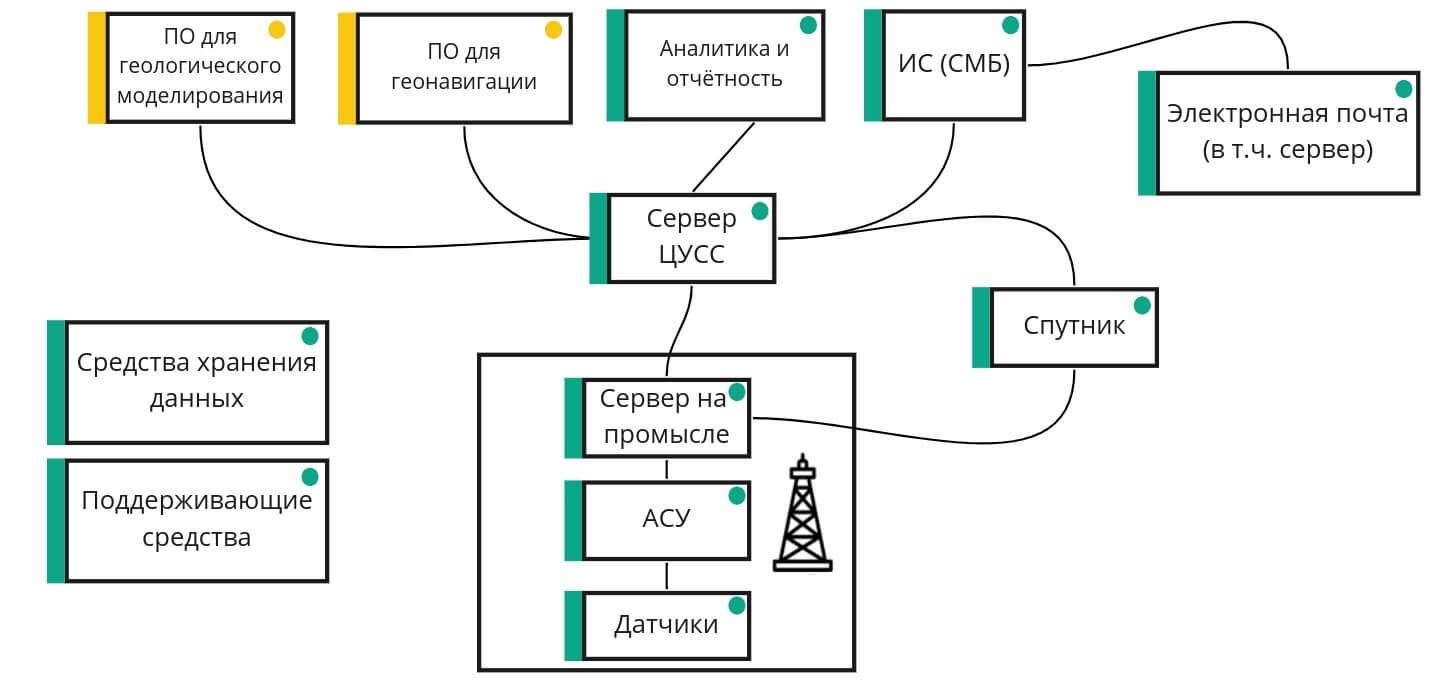 ПО для
геологического
моделирования
ПО для
геонавигации
Аналитика и
отчётность
ИС (СМБ)
Электронная почта
(в т.ч. сервер)
Сервер
ЦУСС
Спутник
Средства хранения
данных
Поддерживающие
средства
Сервер на
промысле
АСУ
Датчики